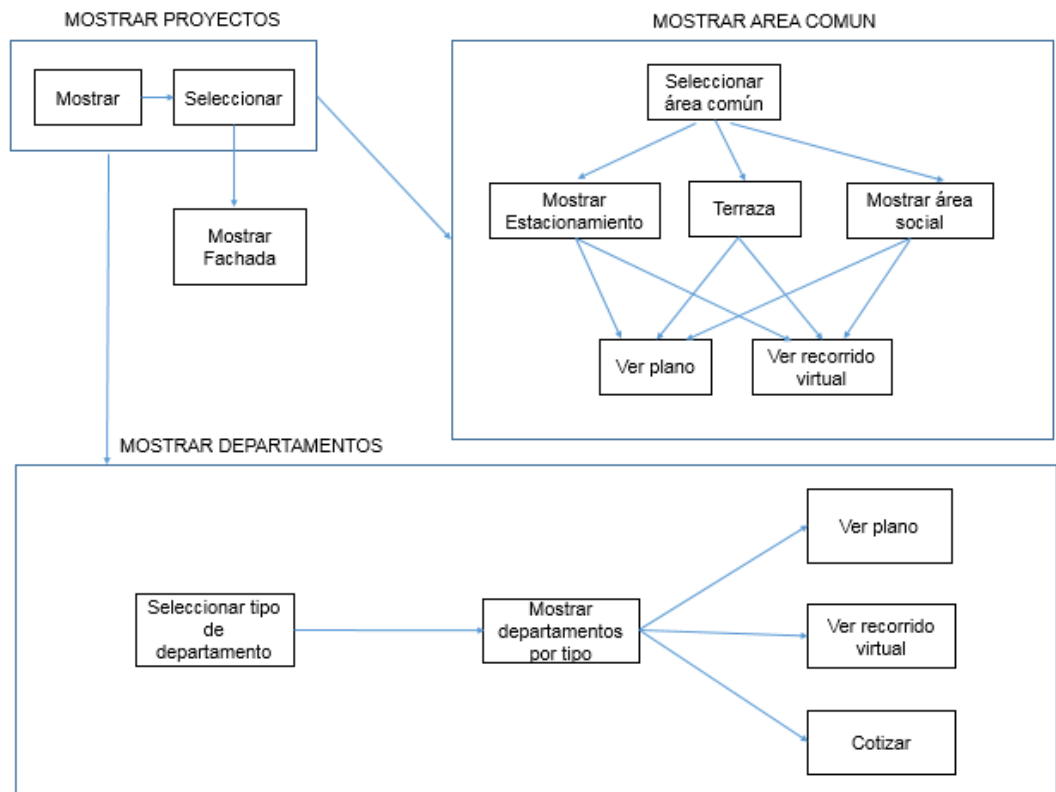 MOSTRAR PROYECTOS
Mostrar
Seleccionar
Mostrar
Fachada
MOSTRAR AREA COMUN
Seleccionar
área común
Mostrar
Estacionamiento
Terraza
Mostrar área
social
Ver plano
Ver recorrido
virtual
MOSTRAR DEPARTAMENTOS
Seleccionar tipo
de
departamento
Mostrar
departamentos
por tipo
Ver plano
Ver recorrido
virtual
Cotizar